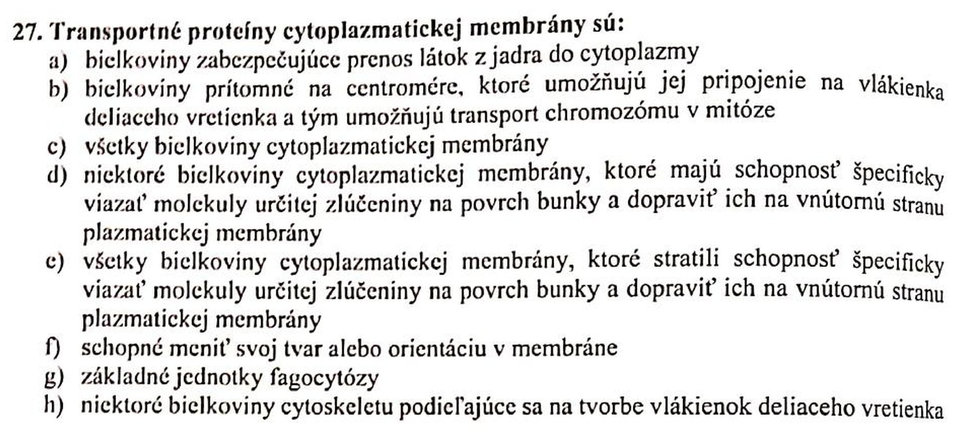 27. Transportné proteíny cytoplazmatickej membrány sú:
a) bielkoviny zabezpečujúce prenos látok z jadra do cytoplazmy
b) bielkoviny prítomné na centromére, ktoré umožňujú jej pripojenie na vlákienka
deliaceho vretienka a tým umožňujú transport chromozómu v mitóze
c) všetky bielkoviny cytoplazmatickej membrány
d) niektoré bielkoviny cytoplazmatickej membrány, ktoré majú schopnosť špecificky
viazať molekuly určitej zlúčeniny na povrch bunky a dopraviť ich na vnútornú stranu
plazmatickej membrány
e) všetky bielkoviny cytoplazmatickej membrány, ktoré stratili schopnosť špecificky
viazať molekuly určitej zlúčeniny na povrch bunky a dopraviť ich na vnútornú stranu
plazmatickej membrány
f) schopné meniť svoj tvar alebo orientáciu v membráne
g) základné jednotky fagocytózy
h) niektoré bielkoviny cytoskeletu podieľajúce sa na tvorbe vlákienok deliaceho vretienka